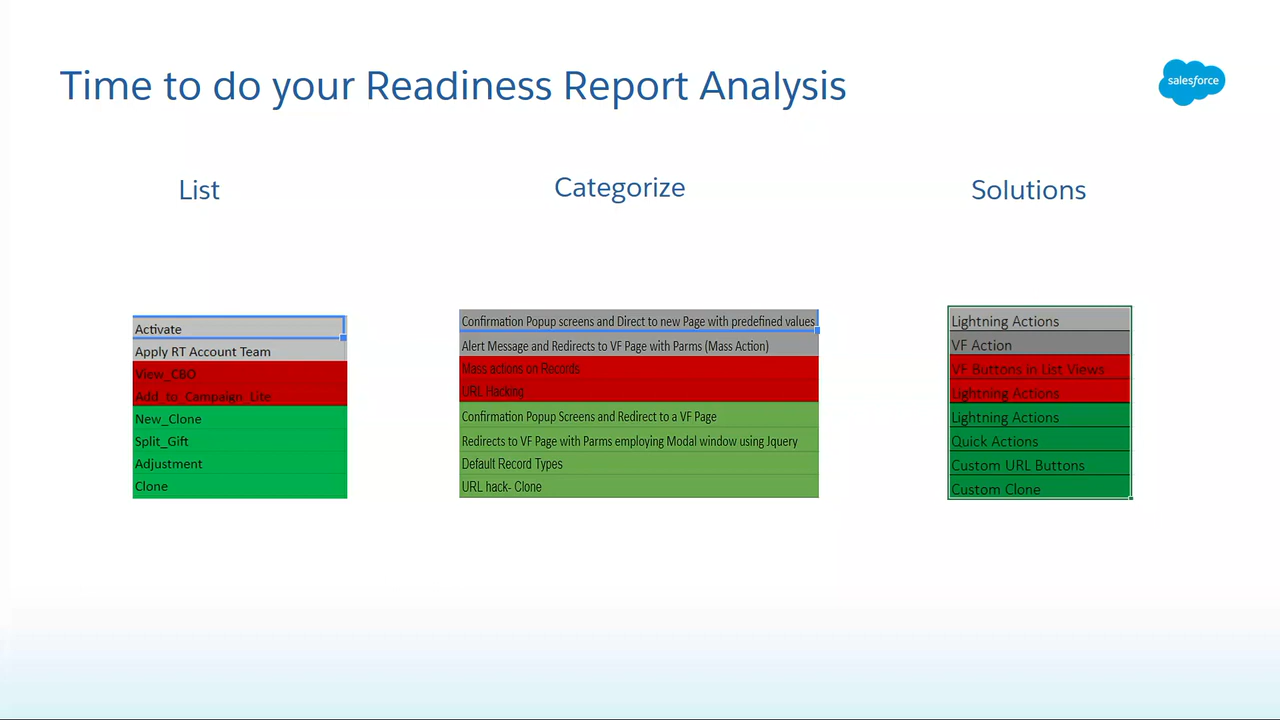 Time to do your Readiness Report Analysis
salesforce
List
Categorize
Solutions
Activate
Apply RT Account Team
View_CBO
Add_to_Campaign_Lite
New_Clone
Split_Gift
Adjustment
Clone
Confirmation Popup screens and Direct to new Page with predefined values
Alert Message and Redirects to VF Page with Parms (Mass Action)
Mass actions on Records
URL Hacking
Confirmation Popup Screens and Redirect to a VF Page
Redirects to VF Page with Parms employing Modal window using Jquery
Default Record Types
URL hack- Clone
Lightning Actions
VF Action
VF Buttons in List Views
Lightning Actions
Lightning Actions
Quick Actions
Custom URL Buttons
Custom Clone